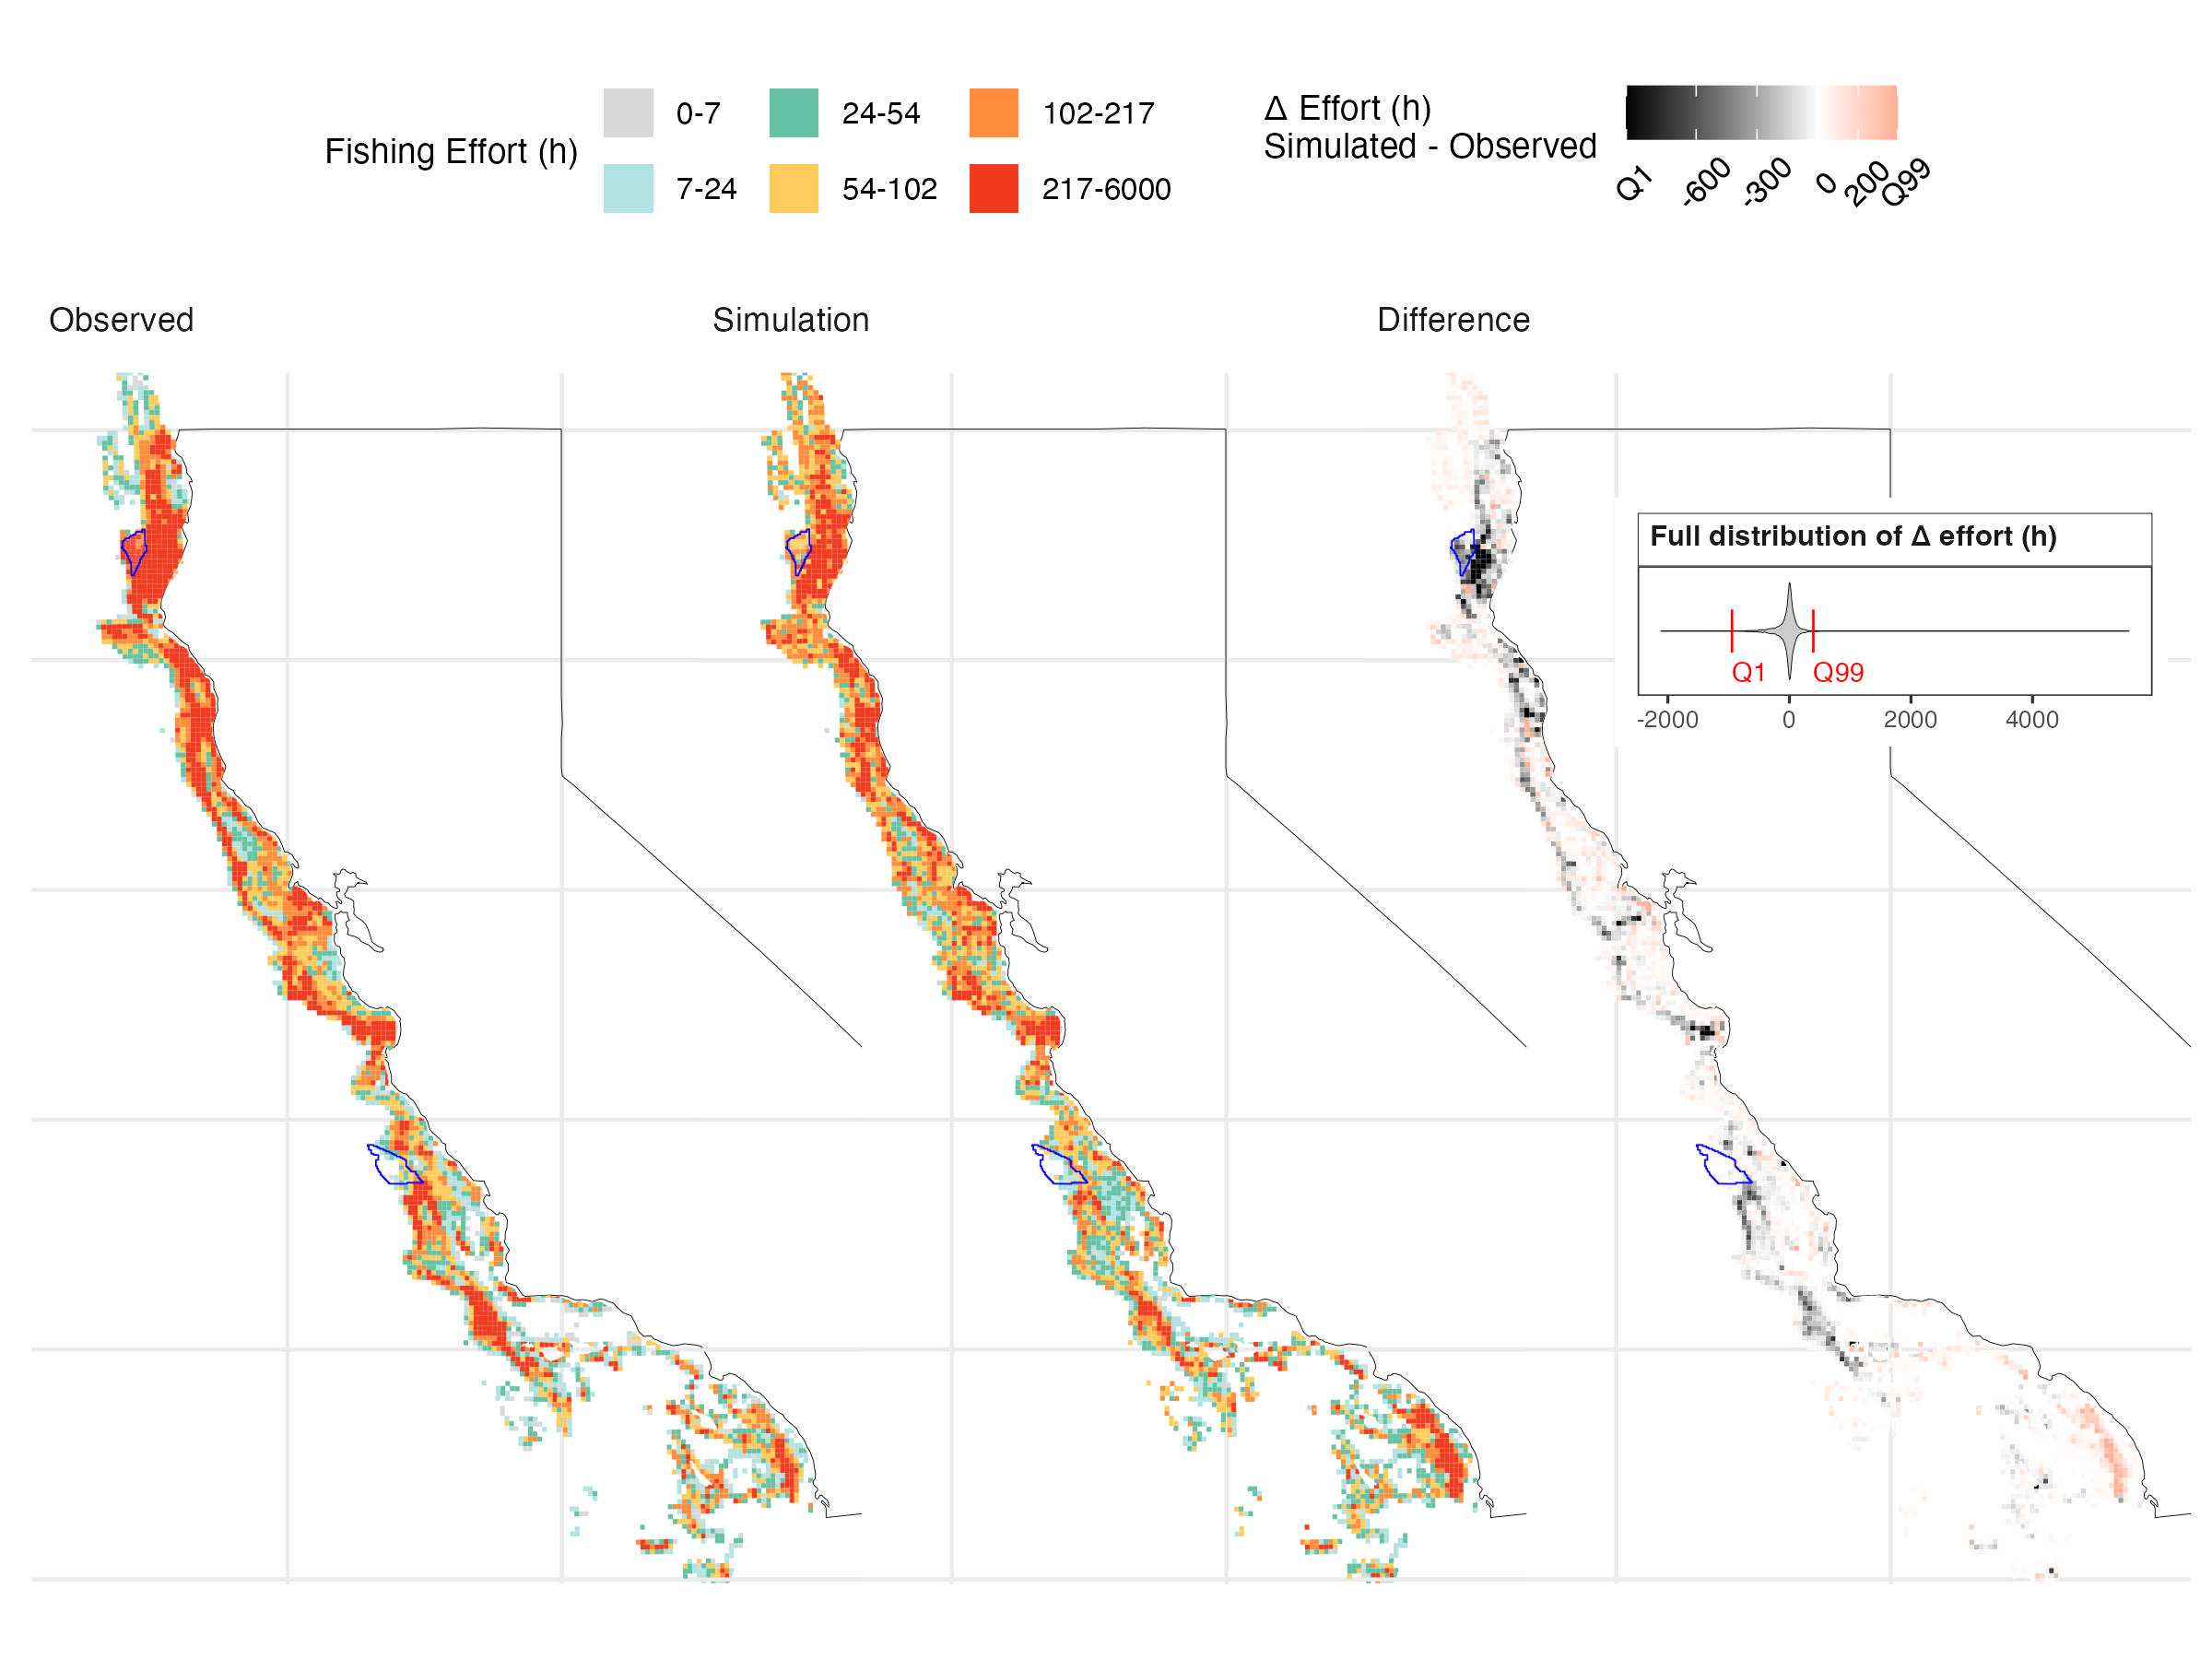 Fishing Effort (h)
0-7
24-54
102-217
7-24
54-102
217-6000
Δ Effort (h)
Simulated - Observed
Q1
-600
-300
0
200
Q99
Observed
Simulation
Difference
Full distribution of Δ effort (h)
Q1
Q99
-2000
0
2000
4000